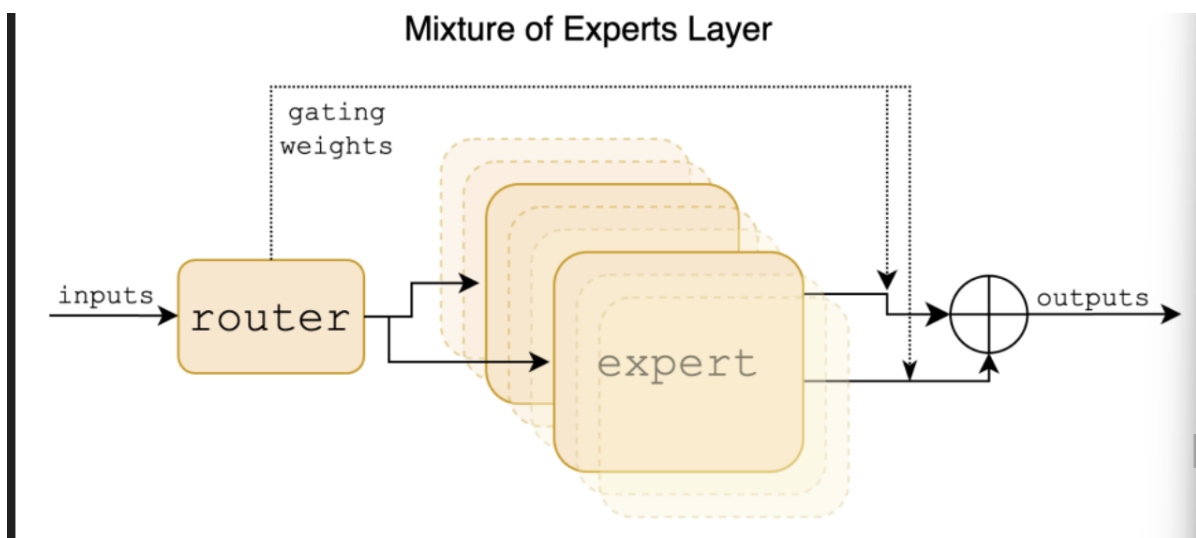 Mixture of Experts Layer
gating
weights
inputs
router
expert
outputs